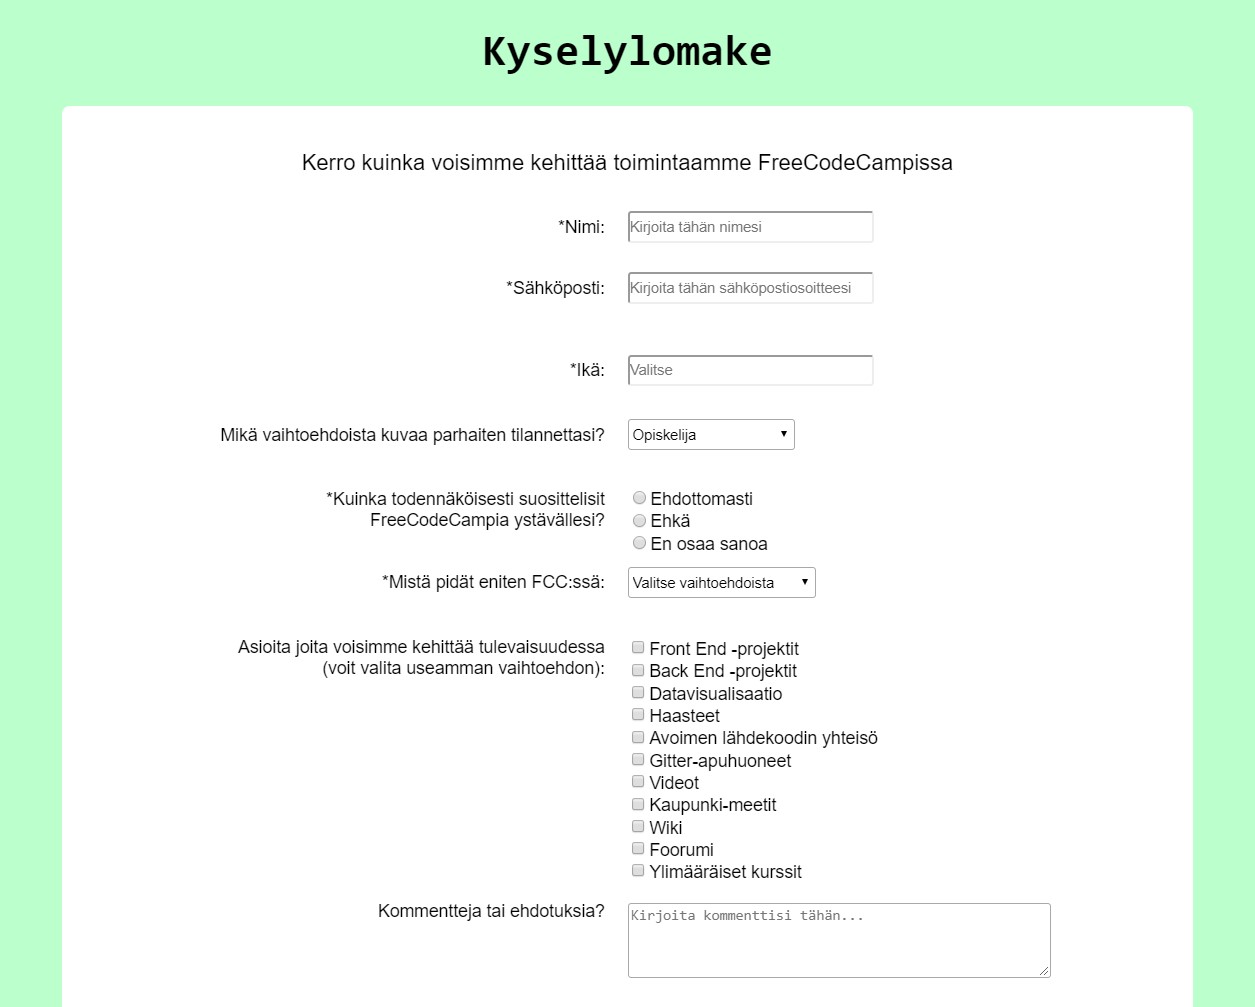 Kyselylomake
Kerro kuinka voisimme kehittää toimintaamme FreeCodeCampissa
*Nimi:
Kirjoita tähän nimesi
*Sähköposti:
Kirjoita tähän sähköpostiosoitteesi
*Ikä:
Valitse
Mikä vaihtoehdoista kuvaa parhaiten tilannettasi?
Opiskelija
*Kuinka todennäköisesti suosittelisit
FreeCodeCampia ystävällesi?
Ehdottomasti
Ehkä
En osaa sanoa
*Mistä pidät eniten FCC:ssä:
Valitse vaihtoehdoista
Asioita joita voisimme kehittää tulevaisuudessa
(voit valita useamman vaihtoehdon):
Front End -projektit
Back End -projektit
Datavisualisaatio
Haasteet
Avoimen lähdekoodin yhteisö
Gitter-apuhuoneet
Videot
Kaupunki-meetit
Wiki
Foorumi
Ylimääräiset kurssit
Kommentteja tai ehdotuksia?
Kirjoita kommenttisi tähän...